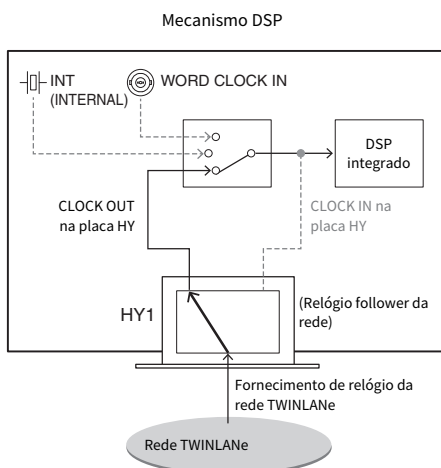 Mecanismo DSP
INT
(INTERNAL)
WORD CLOCK IN
DSP
integrado
CLOCK OUT
na placa HY
CLOCK IN na
placa HY
HY1
(Relógio follower da
rede)
Fornecimento de relógio da
rede TWINLANe
Rede TWINLANe